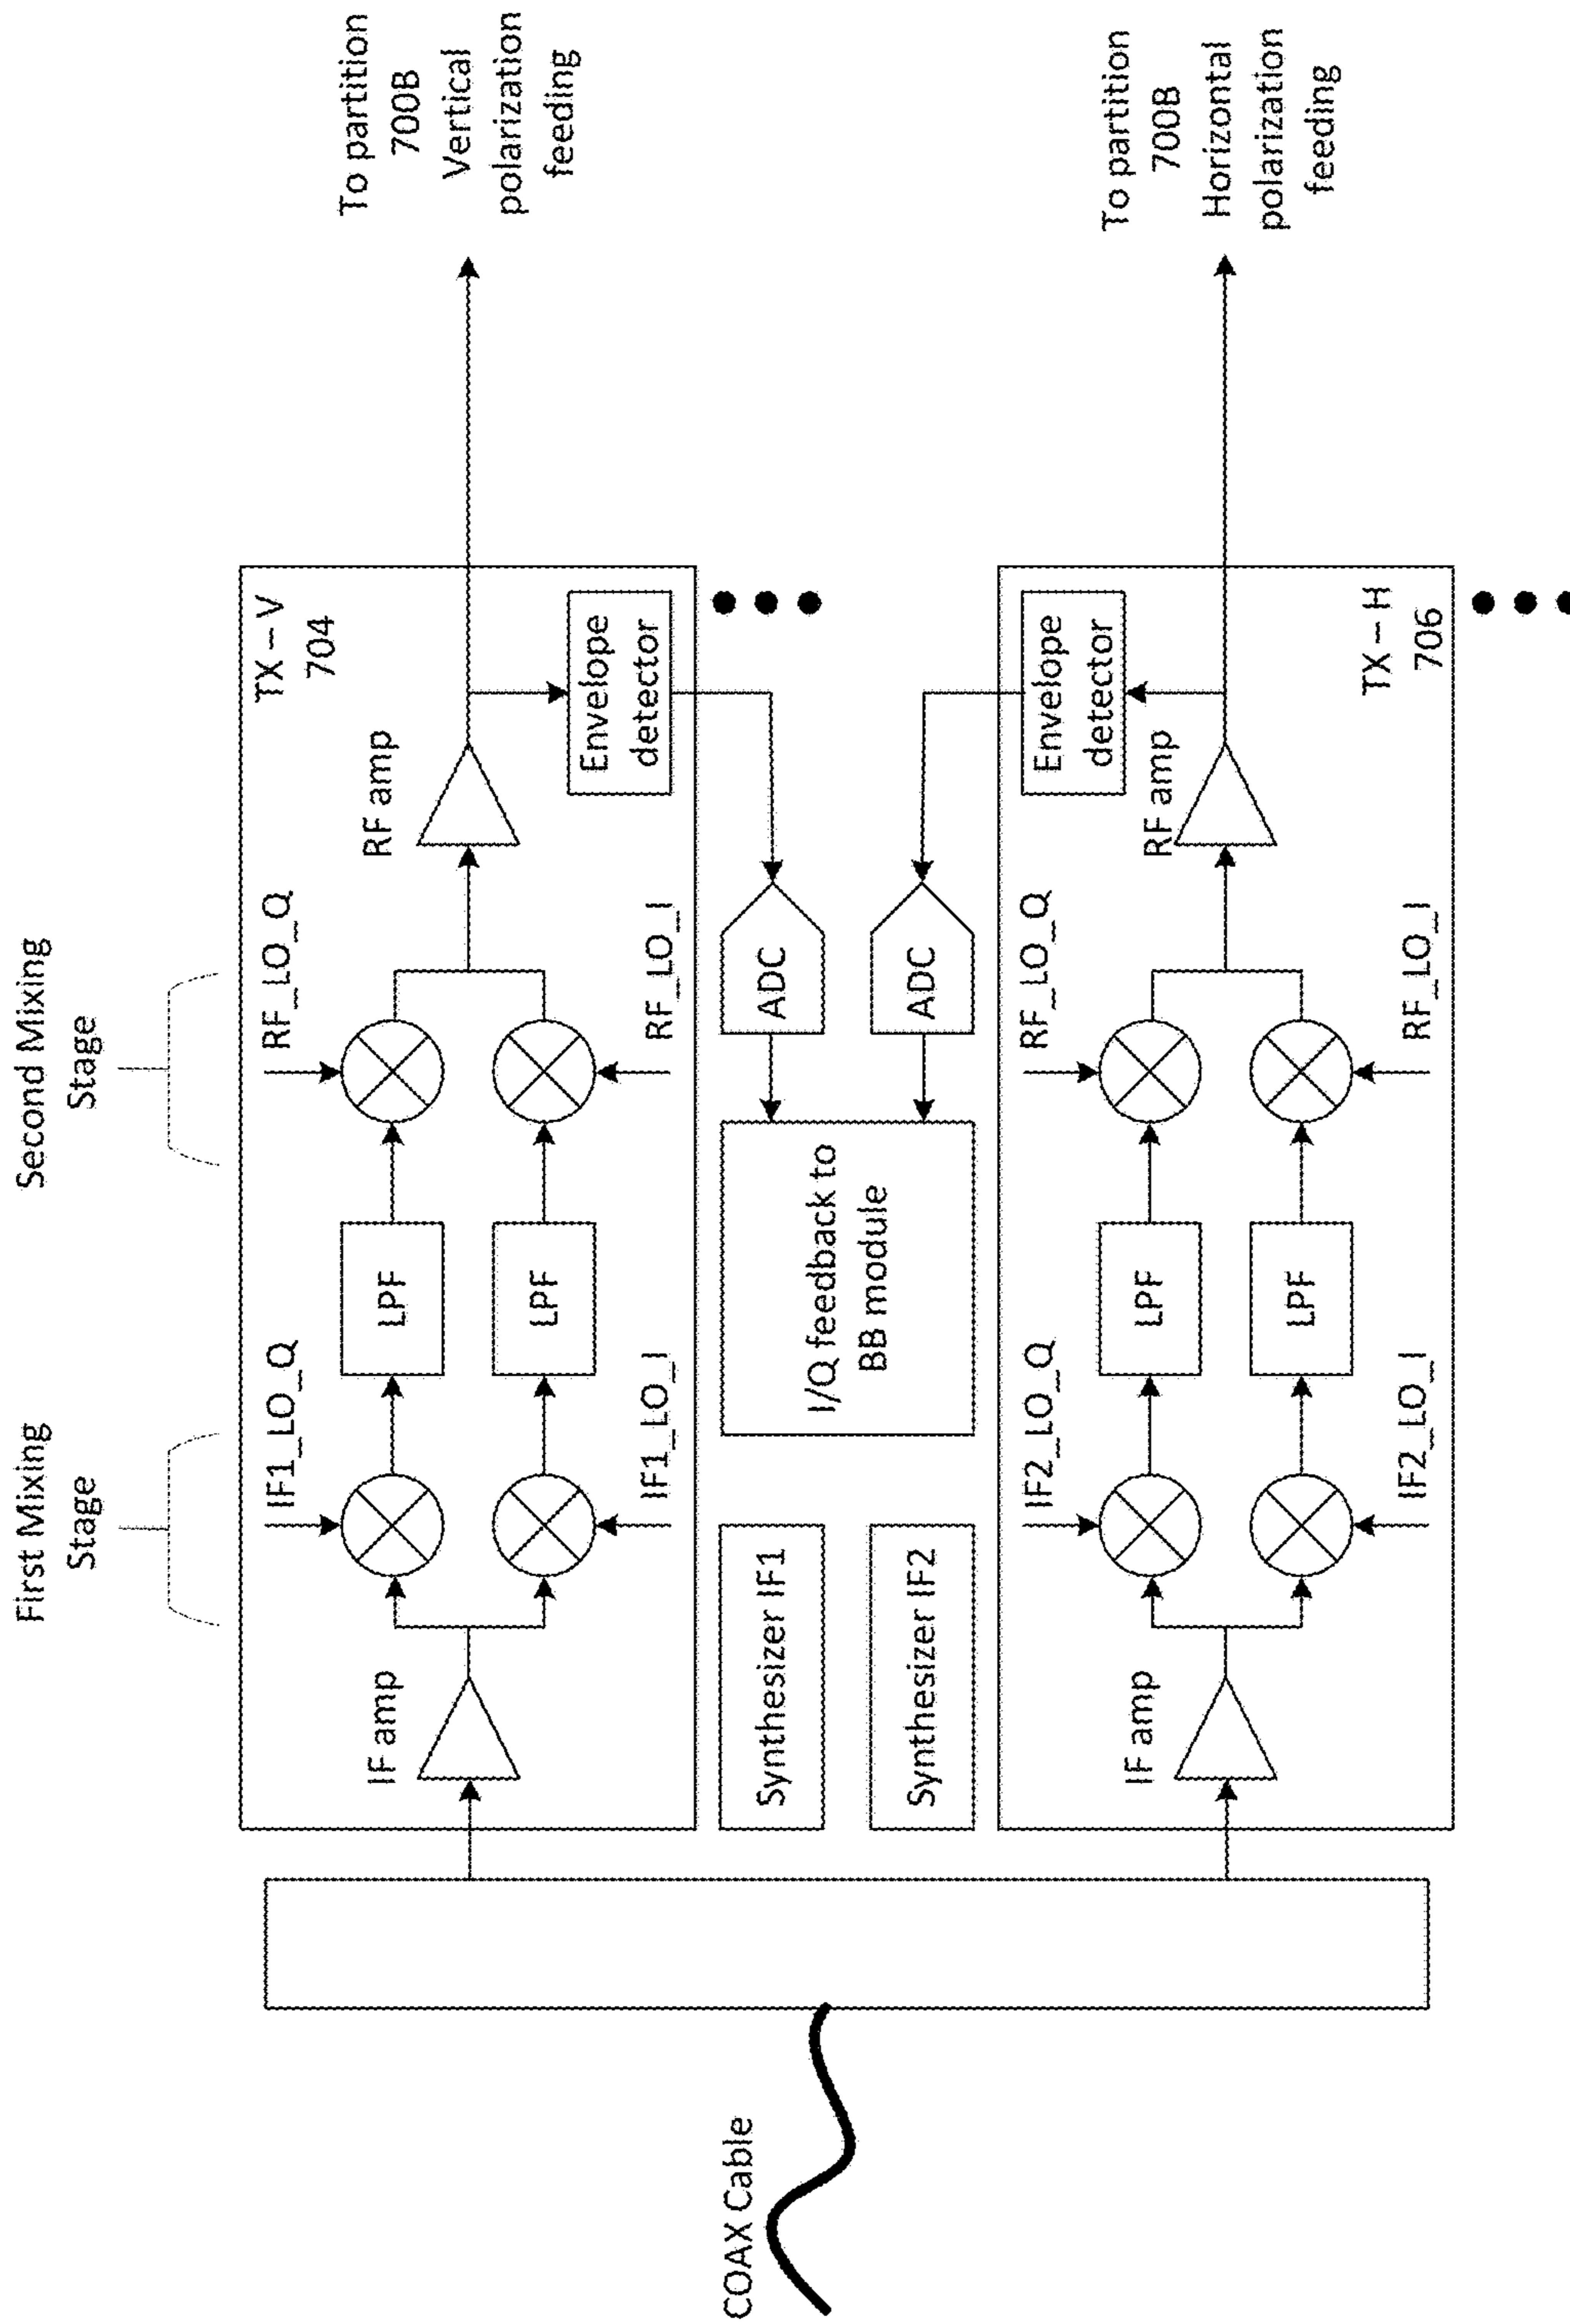 First Mixing
Stage
Second Mixing
Stage
TX – V
704
IF1_LO_Q
RF_LO_Q
IF amp
LPF
RF amp
LPF
Envelope
detector
IF1_LO_I
RF_LO_I
To partition
700B
Vertical
polarization
feeding
COAX Cable
Synthesizer IF1
Synthesizer IF2
I/Q feedback to
BB module
ADC
ADC
IF2_LO_Q
RF_LO_Q
Envelope
detector
IF amp
LPF
RF amp
LPF
IF2_LO_I
RF_LO_I
TX – H
706
To partition
700B
Horizontal
polarization
feeding